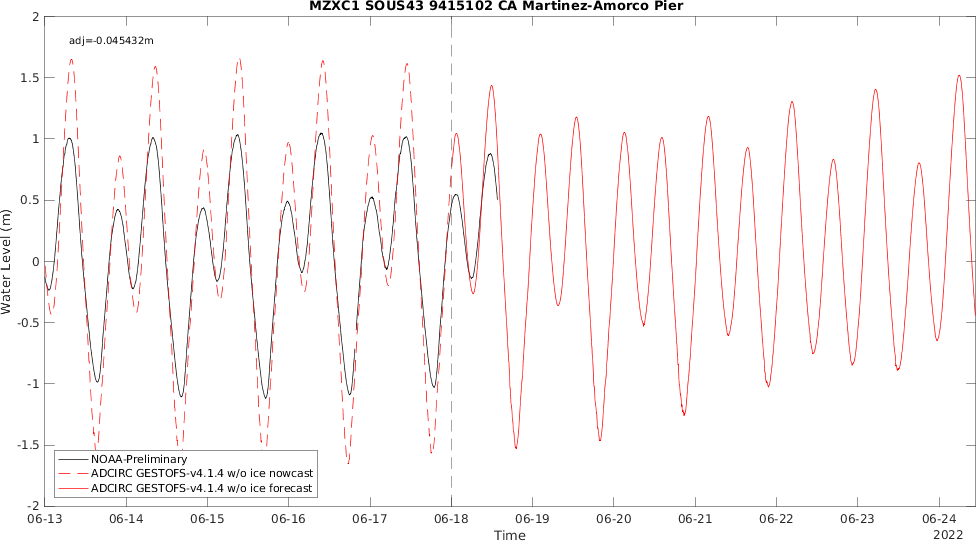 MZXC1 SOUS43 9415102 CA Martinez-Amorco Pier
adj=-0.045432m
2
1.5
1
0.5
0
-0.5
-1
-1.5
-2
Water Level (m)
NOAA-Preliminary
ADCIRC GESTOFS-v4.1.4 w/o ice nowcast
ADCIRC GESTOFS-v4.1.4 w/o ice forecast
06-13 06-14 06-15 06-16 06-17 06-18 06-19 06-20 06-21 06-22 06-23 06-24
Time
2022